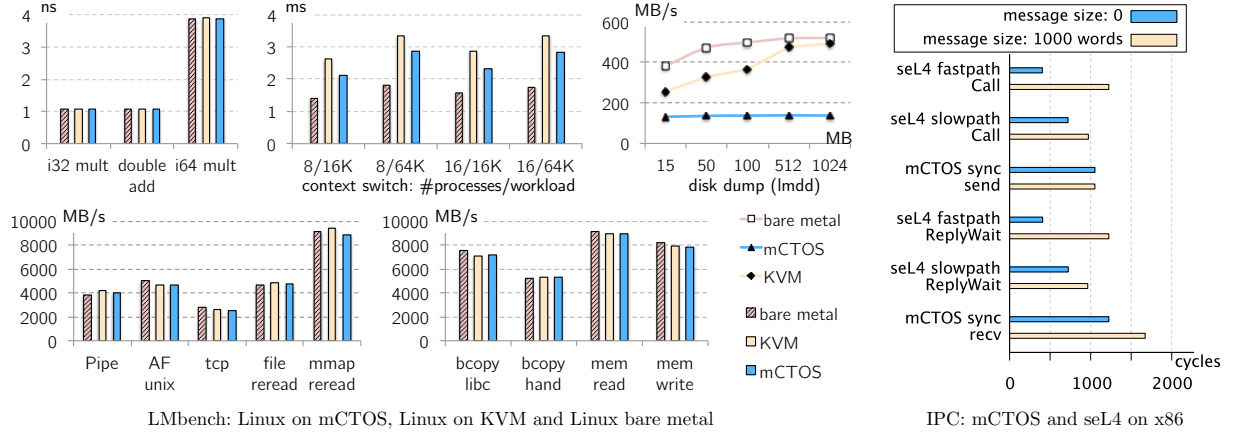 ns
4
3
2
1
0
i32 mult
double
add
i64 mult
ms
4
3
2
1
0
8/16K
8/64K
16/16K
16/64K
context switch: #processes/workload
MB/s
600
400
200
0
MB
15
50
100
512
1024
disk dump (lmdd)
MB/s
10000
8000
6000
4000
2000
0
Pipe
AF
unix
tcp
file
reread
mmap
reread
MB/s
10000
8000
6000
4000
2000
0
bcopy
libc
bcopy
hand
mem
read
mem
write
bare metal
mCTOS
KVM
bare metal
KVM
mCTOS
LMbench: Linux on mCTOS, Linux on KVM and Linux bare metal
message size: 0
message size: 1000 words
seL4 fastpath
Call
seL4 slowpath
Call
mCTOS sync
send
seL4 fastpath
ReplyWait
seL4 slowpath
ReplyWait
mCTOS sync
recv
cycles
0
1000
2000
IPC: mCTOS and seL4 on x86